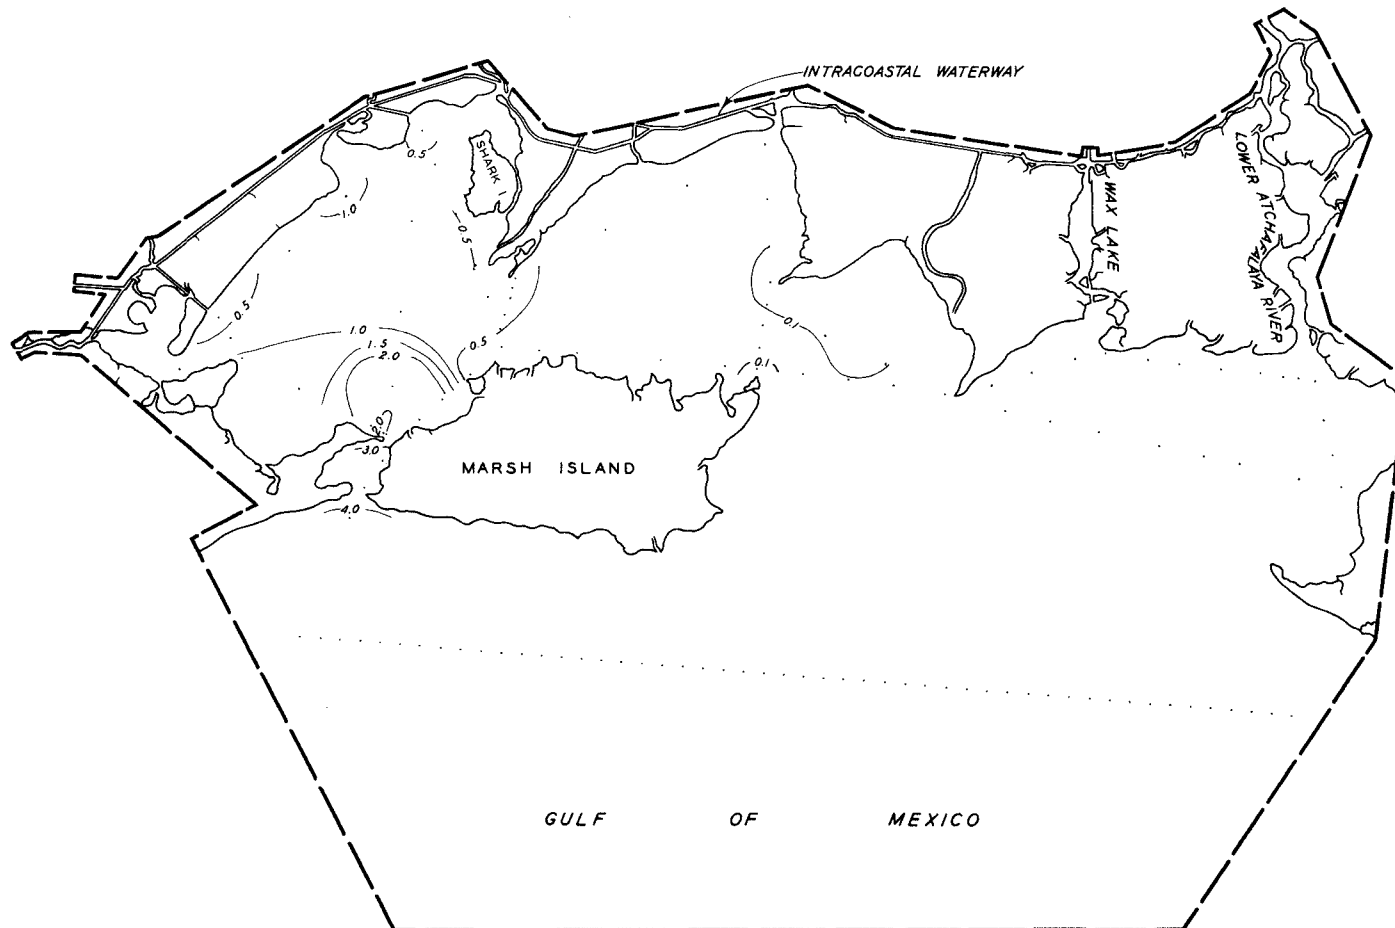 INTRACOASTAL WATERWAY
0.5
SHARK I.
LOWER ATCHAFALAYA RIVER
WAX LAKE
1.0
0.5
0.5
0.1
1.0
1.5
2.0
0.5
0.1
2.0
3.0
MARSH ISLAND
4.0
GULF OF MEXICO